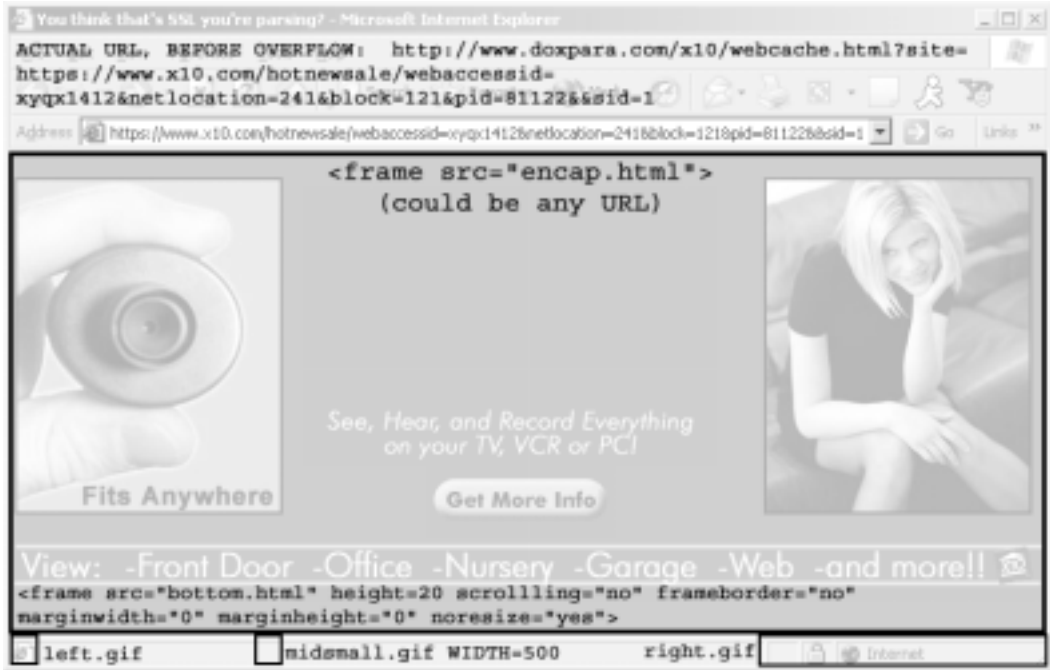 You think that's SSL you're parsing? - Microsoft Internet Explorer
ACTUAL URL, BEFORE OVERFLOW: http://www.doxpara.com/x10/webcache.html?site=
https://www.x10.com/hotnewsale/webaccessid=
xyqx1412&netlocation=241&block=121&pid=81122&&sid=1
Address https://www.x10.com/hotnewsale/webaccessid=xyqx1412&netlocation=241&block=121&pid=81122&&sid=1 Go Links »
<frame src="encap.html">
(could be any URL)
See, Hear, and Record Everything
on your TV, VCR or PC!
Fits Anywhere
Get More Info
View: -Front Door -Office -Nursery -Garage -Web -and more!!
<frame src="bottom.html" height=20 scrollling="no" frameborder="no"
marginwidth="0" marginheight="0" noresize="yes">
left.gif midsmall.gif WIDTH=500 right.gif Internet